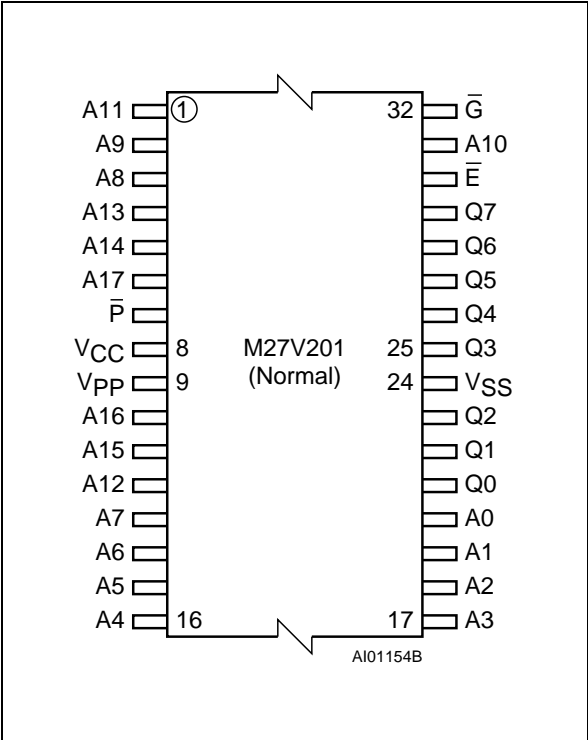 A11 ① 32 G̅
A9 A10
A8 E̅
A13 Q7
A14 Q6
A17 Q5
P̅ Q4
VCC 8 M27V201 25 Q3
VPP 9 (Normal) 24 VSS
A16 Q2
A15 Q1
A12 Q0
A7 A0
A6 A1
A5 A2
A4 16 17 A3
AI01154B